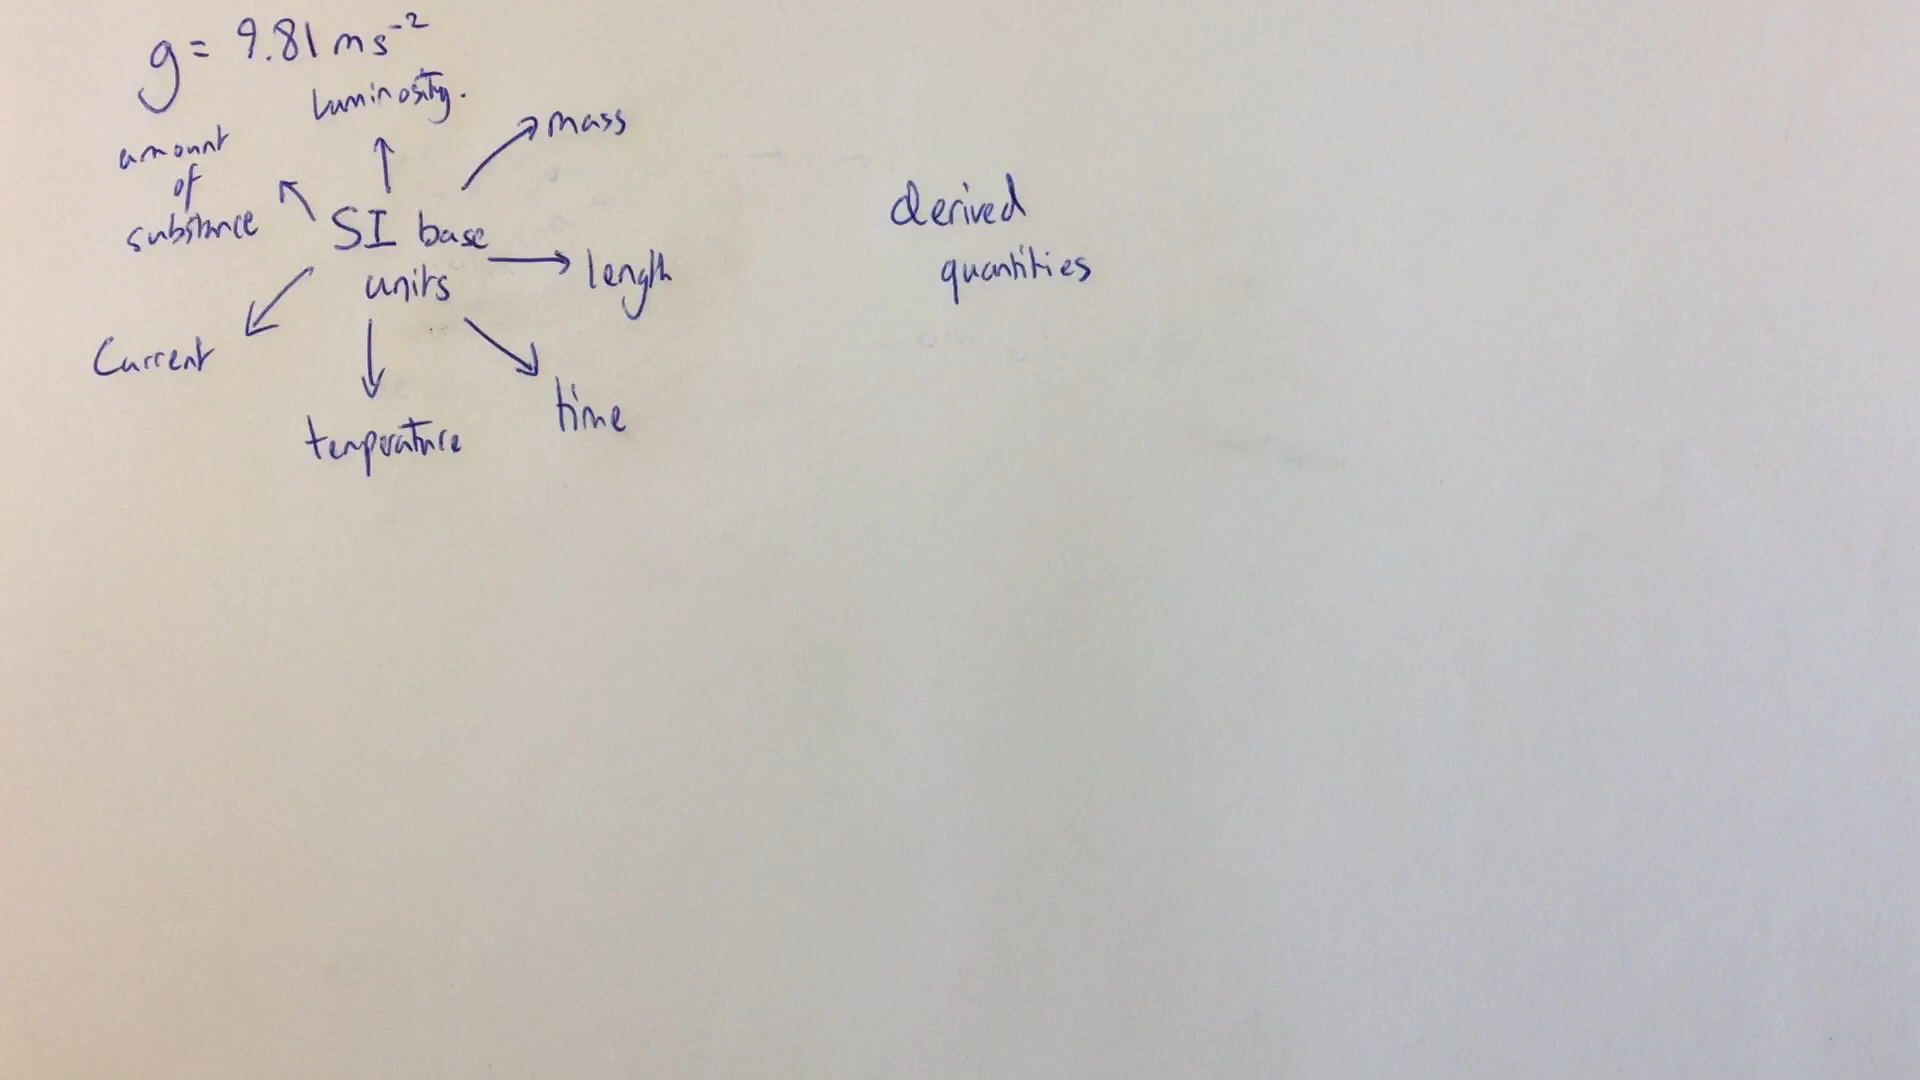 g = 9.81 ms⁻²
luminosity.
mass
amount
of
substance
SI base
units
length
Current
temperature
time
derived
quantities